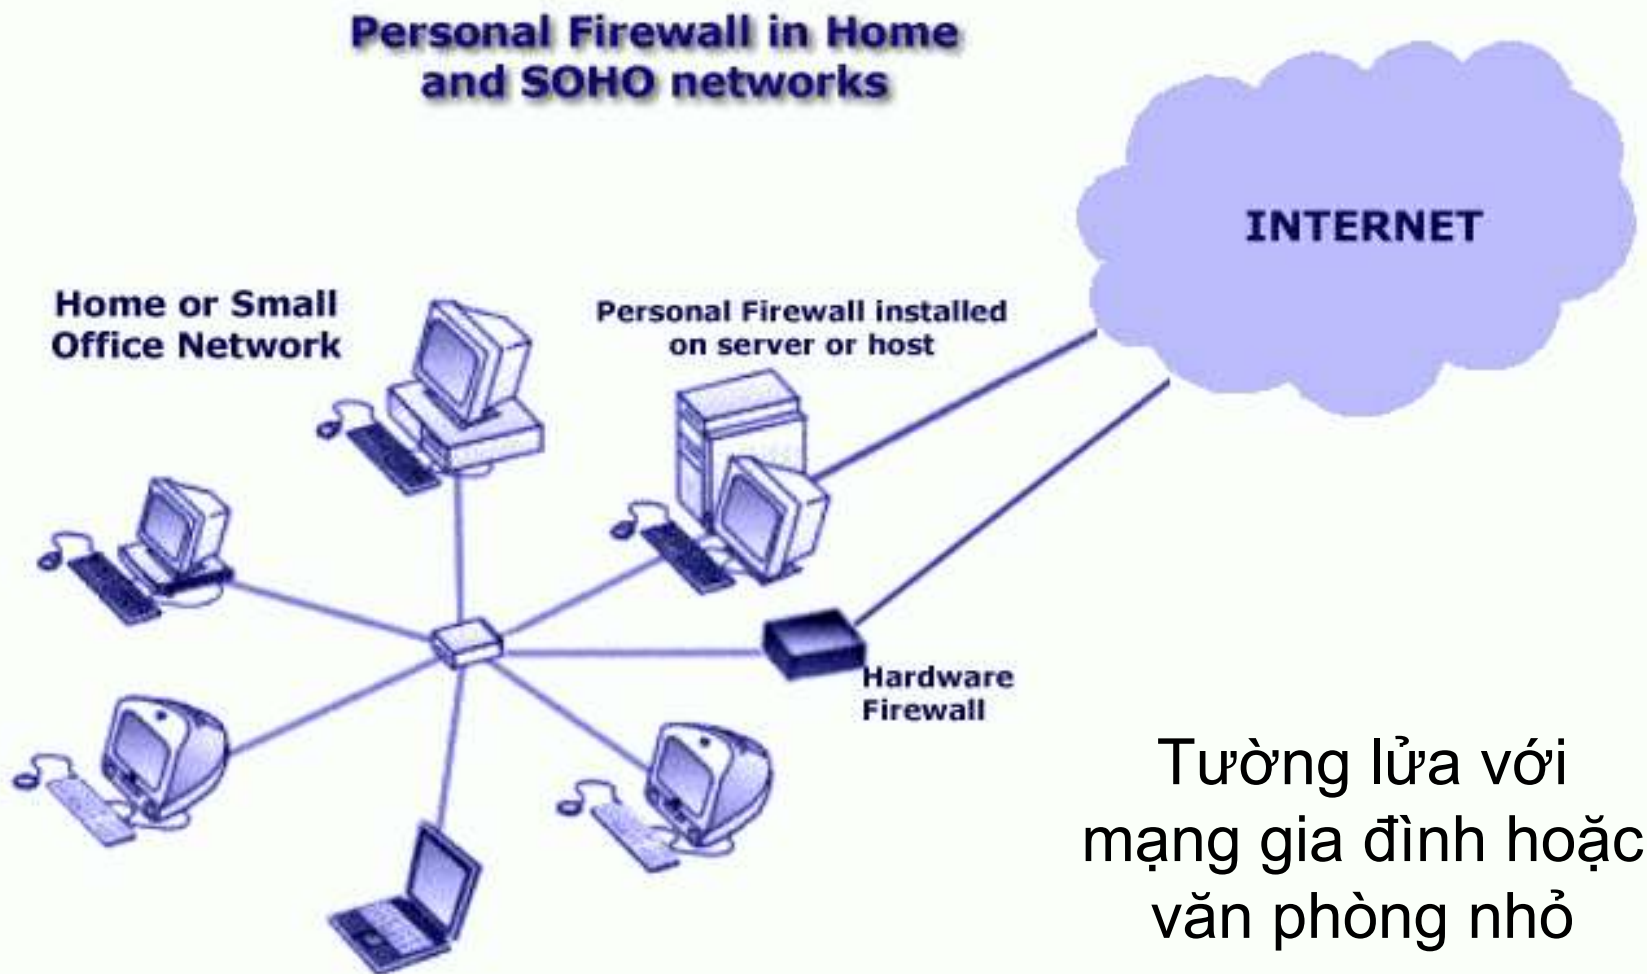 Personal Firewall in Home
and SOHO networks
INTERNET
Home or Small
Office Network
Personal Firewall installed
on server or host
Hardware
Firewall
Tường lửa với
mạng gia đình hoặc
văn phòng nhỏ